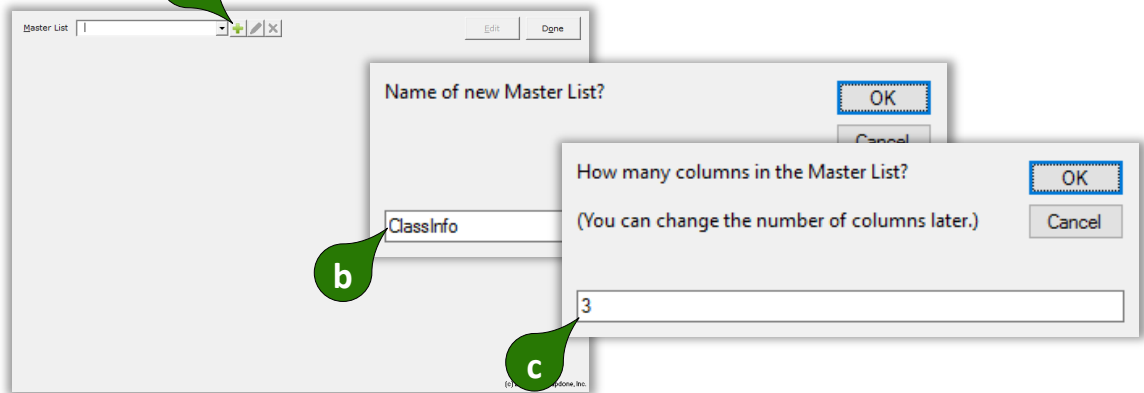 Master List
Edit
Done
Name of new Master List?
OK
Cancel
How many columns in the Master List?
OK
(You can change the number of columns later.)
Cancel
ClassInfo
b
3
c
(c) Inc.